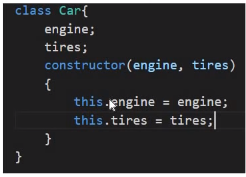 class Car{
    engine;
    tires;
    constructor(engine, tires)
    {
        this.engine = engine;
        this.tires = tires;
    }
}